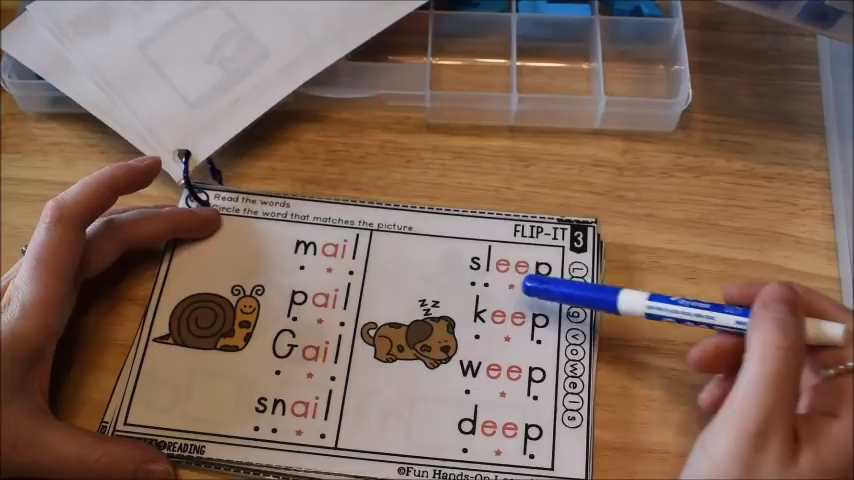 Read the words
Circle the word that matches the picture.
FLIP-IT 3
mail
pail
Gail
snail
zzz
sleep
keep
weep
deep
vowels
READING
©Fun Hands-On